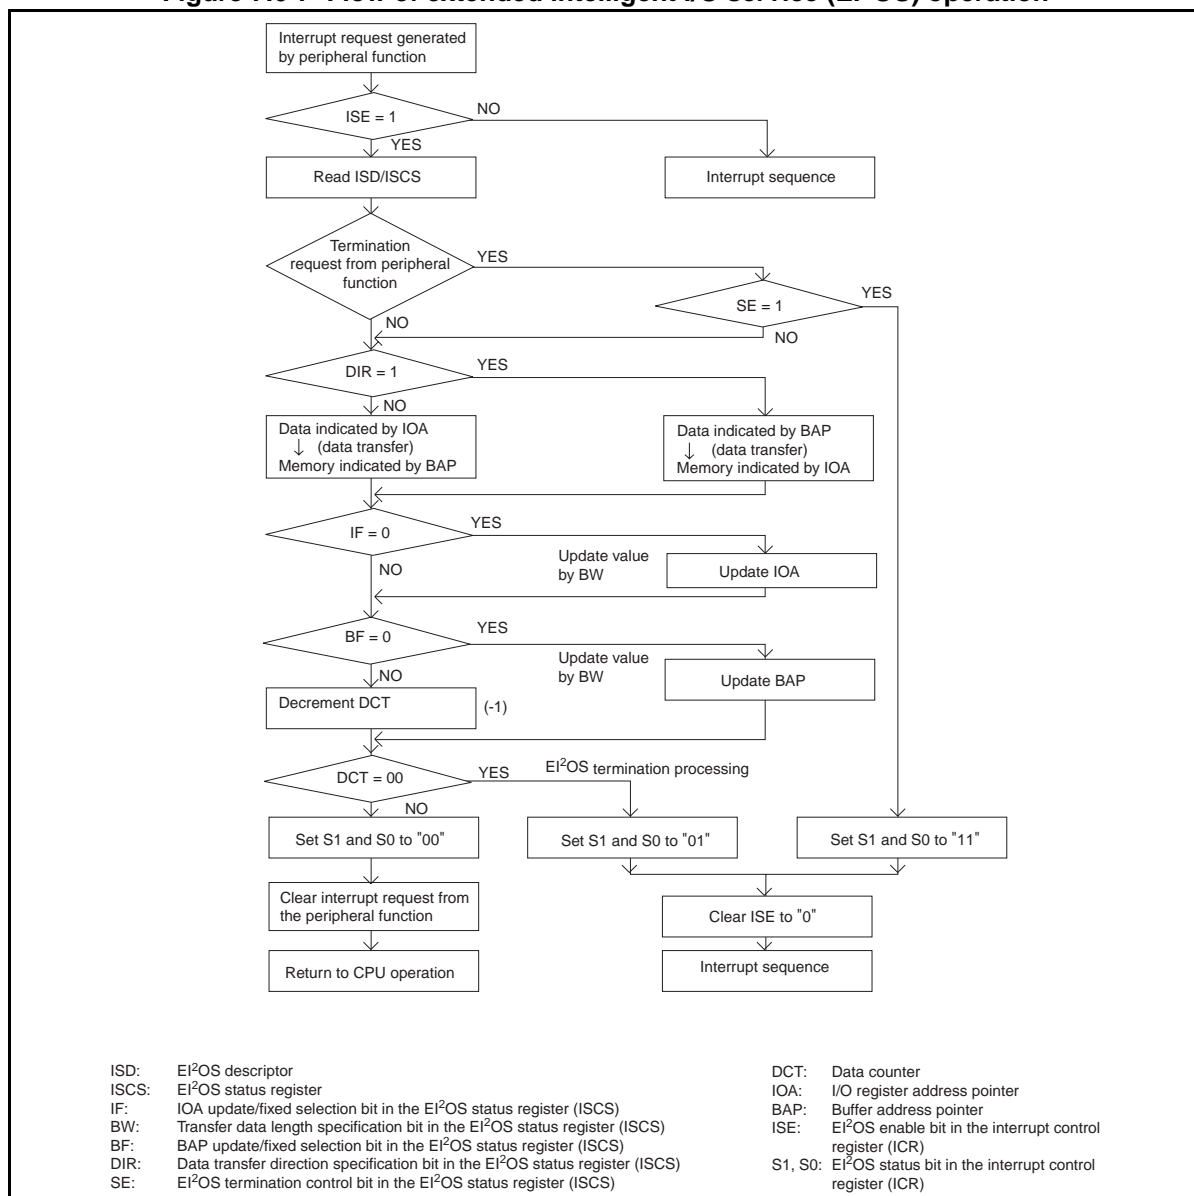 Interrupt request generated
by peripheral function
ISE = 1
NO
YES
Read ISD/ISCS
Interrupt sequence
Termination
request from peripheral
function
YES
SE = 1
YES
NO
NO
DIR = 1
YES
NO
Data indicated by IOA
↓ (data transfer)
Memory indicated by BAP
Data indicated by BAP
↓ (data transfer)
Memory indicated by IOA
IF = 0
YES
NO
Update value
by BW
Update IOA
BF = 0
YES
NO
Update value
by BW
Update BAP
Decrement DCT
(-1)
DCT = 00
YES
EI²OS termination processing
NO
Set S1 and S0 to "00"
Set S1 and S0 to "01"
Set S1 and S0 to "11"
Clear interrupt request from
the peripheral function
Clear ISE to "0"
Return to CPU operation
Interrupt sequence
ISD: EI²OS descriptor
ISCS: EI²OS status register
IF: IOA update/fixed selection bit in the EI²OS status register (ISCS)
BW: Transfer data length specification bit in the EI²OS status register (ISCS)
BF: BAP update/fixed selection bit in the EI²OS status register (ISCS)
DIR: Data transfer direction specification bit in the EI²OS status register (ISCS)
SE: EI²OS termination control bit in the EI²OS status register (ISCS)
DCT: Data counter
IOA: I/O register address pointer
BAP: Buffer address pointer
ISE: EI²OS enable bit in the interrupt control
register (ICR)
S1, S0: EI²OS status bit in the interrupt control
register (ICR)